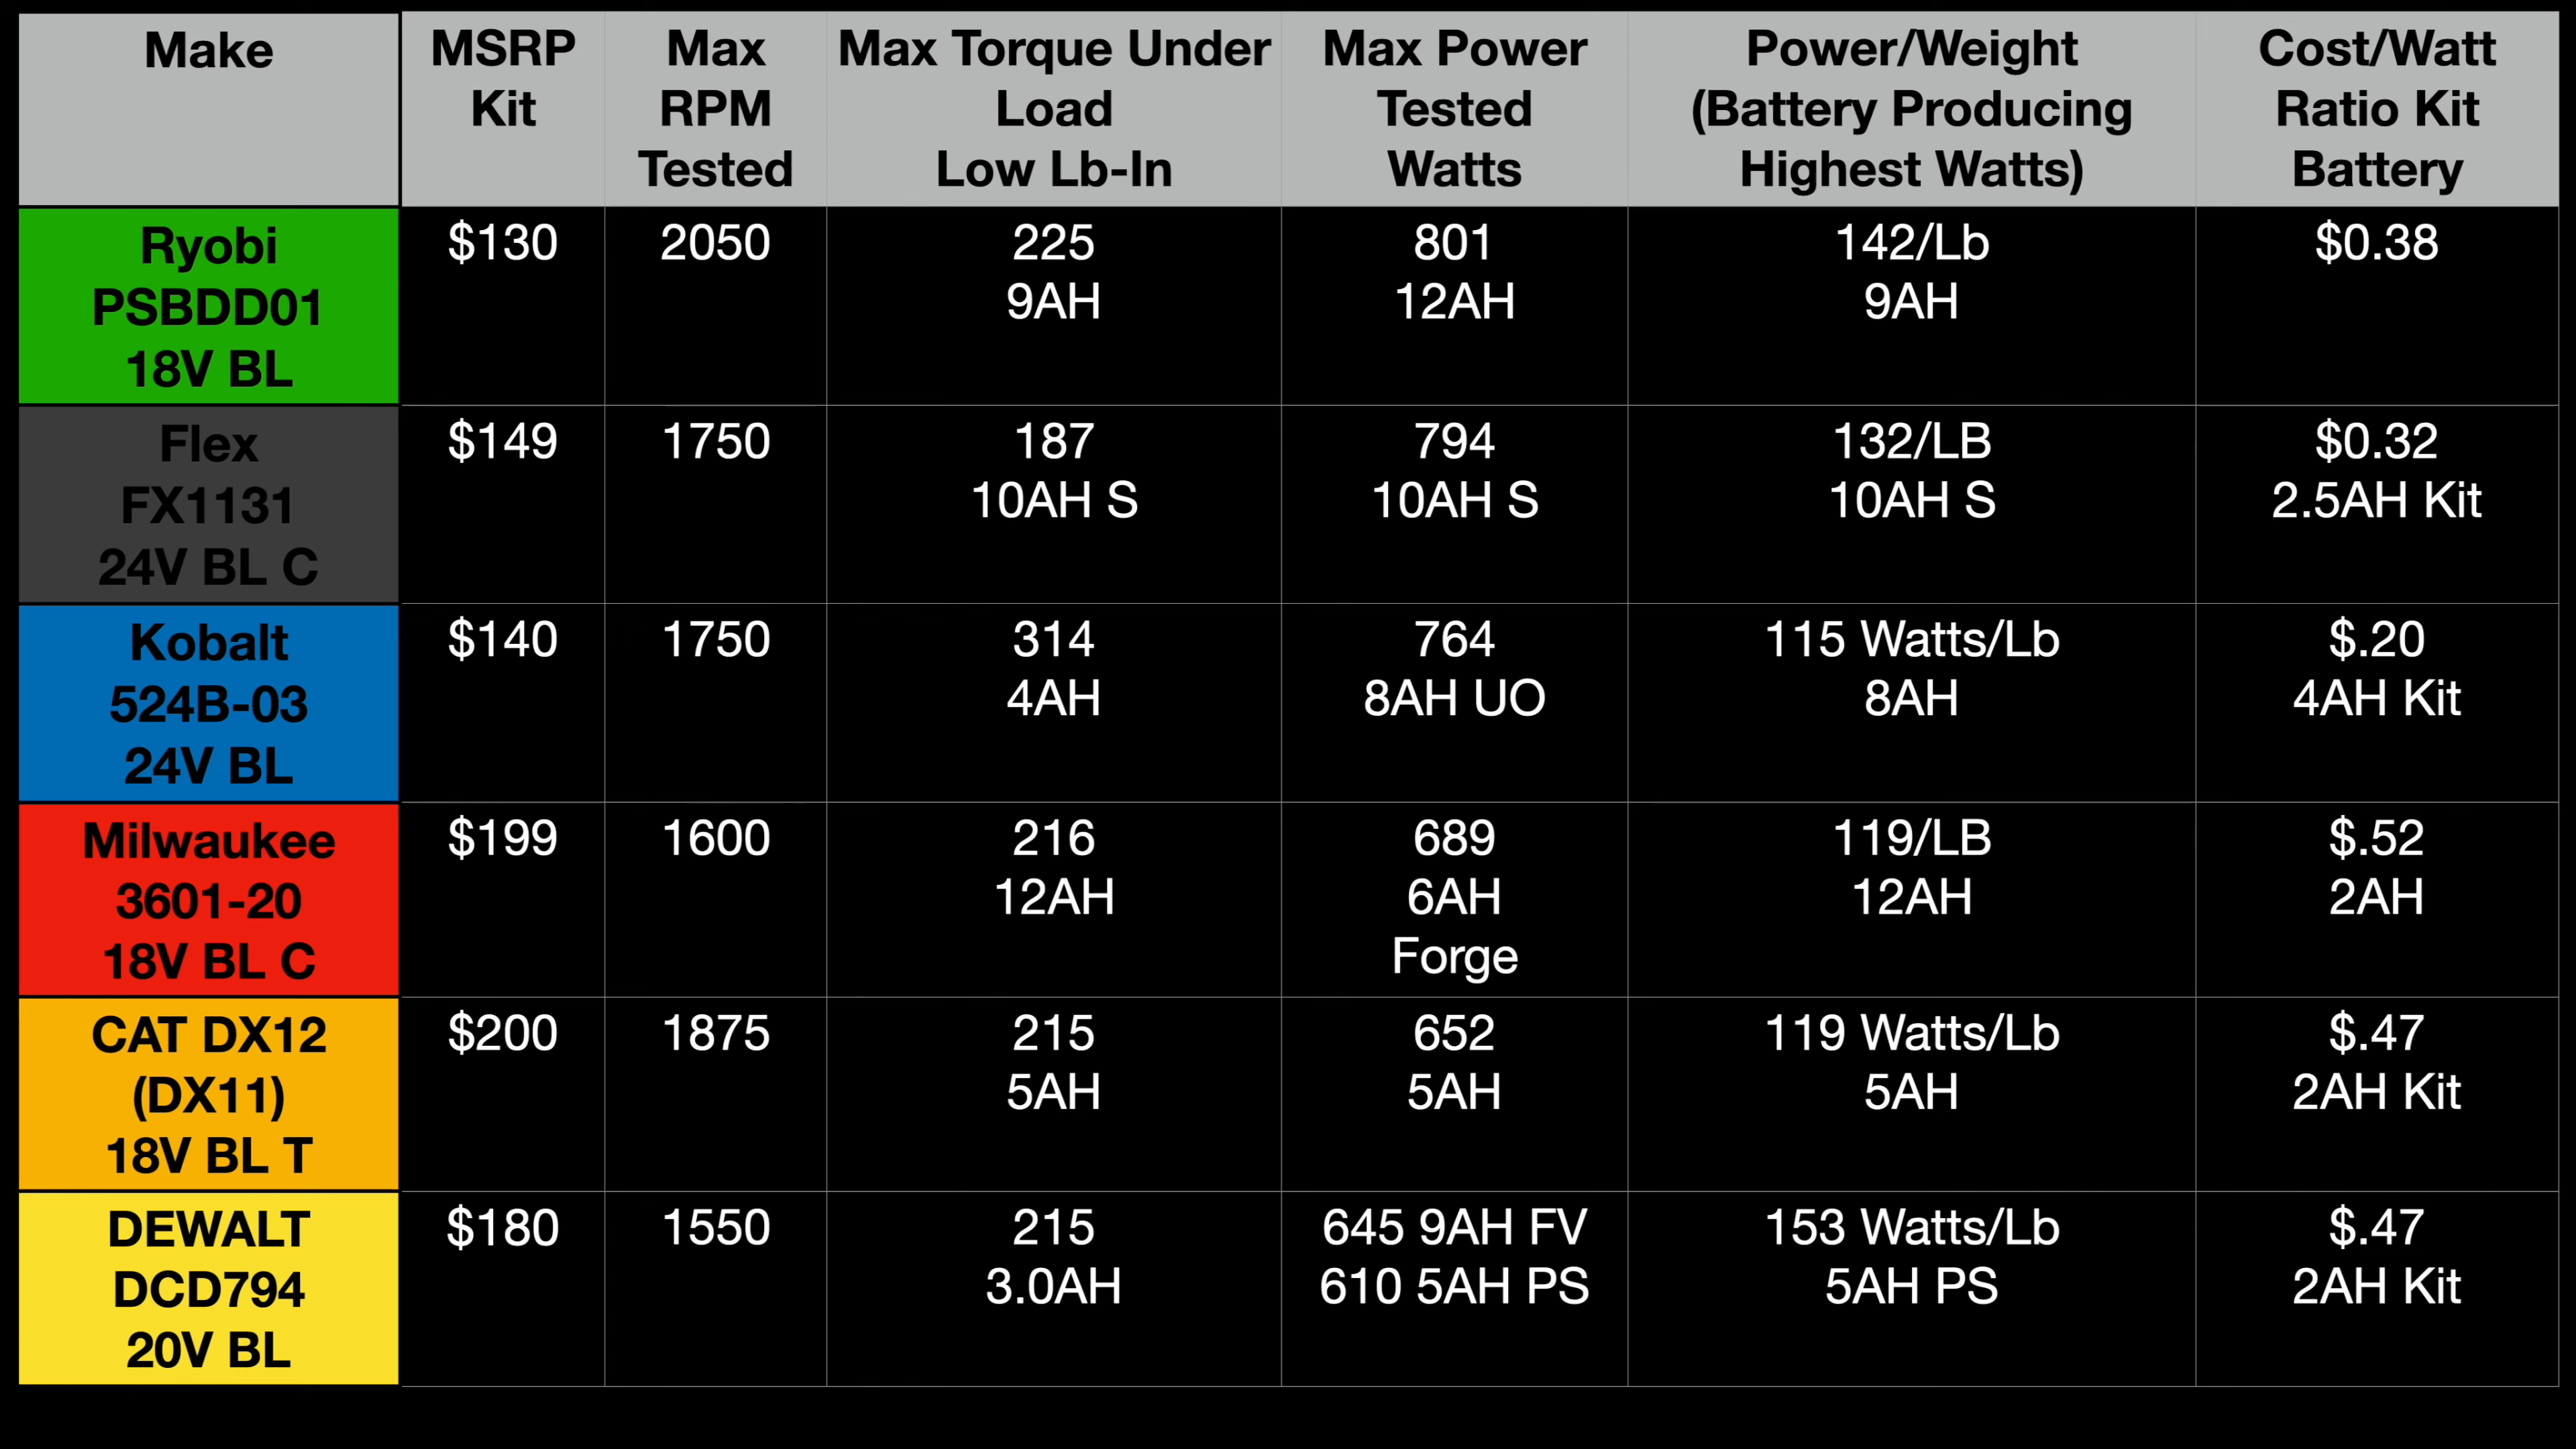 Make
MSRP
Kit
Max
RPM
Tested
Max Torque Under
Load
Low Lb-In
Max Power
Tested
Watts
Power/Weight
(Battery Producing
Highest Watts)
Cost/Watt
Ratio Kit
Battery
Ryobi
PSBDD01
18V BL
$130
2050
225
9AH
801
12AH
142/Lb
9AH
$0.38
Flex
FX1131
24V BL C
$149
1750
187
10AH S
794
10AH S
132/LB
10AH S
$0.32
2.5AH Kit
Kobalt
524B-03
24V BL
$140
1750
314
4AH
764
8AH UO
115 Watts/Lb
8AH
$.20
4AH Kit
Milwaukee
3601-20
18V BL C
$199
1600
216
12AH
689
6AH
Forge
119/LB
12AH
$.52
2AH
CAT DX12
(DX11)
18V BL T
$200
1875
215
5AH
652
5AH
119 Watts/Lb
5AH
$.47
2AH Kit
DEWALT
DCD794
20V BL
$180
1550
215
3.0AH
645 9AH FV
610 5AH PS
153 Watts/Lb
5AH PS
$.47
2AH Kit